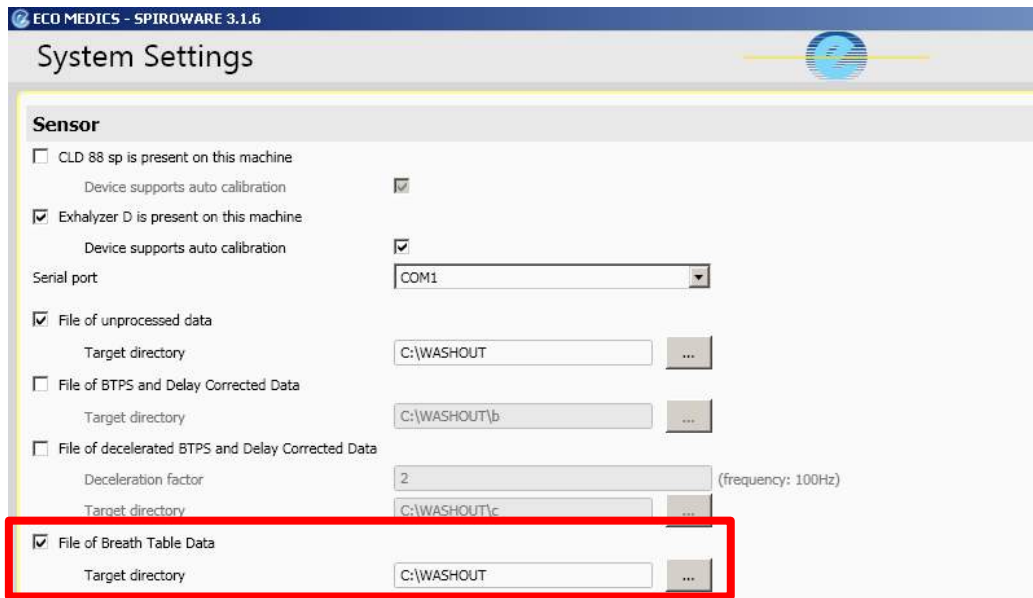 ECO MEDICS - SPIROWARE 3.1.6
System Settings
Sensor
CLD 88 sp is present on this machine
Device supports auto calibration
Exhalyzer D is present on this machine
Device supports auto calibration
Serial port COM1
File of unprocessed data
Target directory C:\WASHOUT ...
File of BTPS and Delay Corrected Data
Target directory C:\WASHOUT\b ...
File of decelerated BTPS and Delay Corrected Data
Deceleration factor 2 (frequency: 100Hz)
Target directory C:\WASHOUT\c ...
File of Breath Table Data
Target directory C:\WASHOUT ...